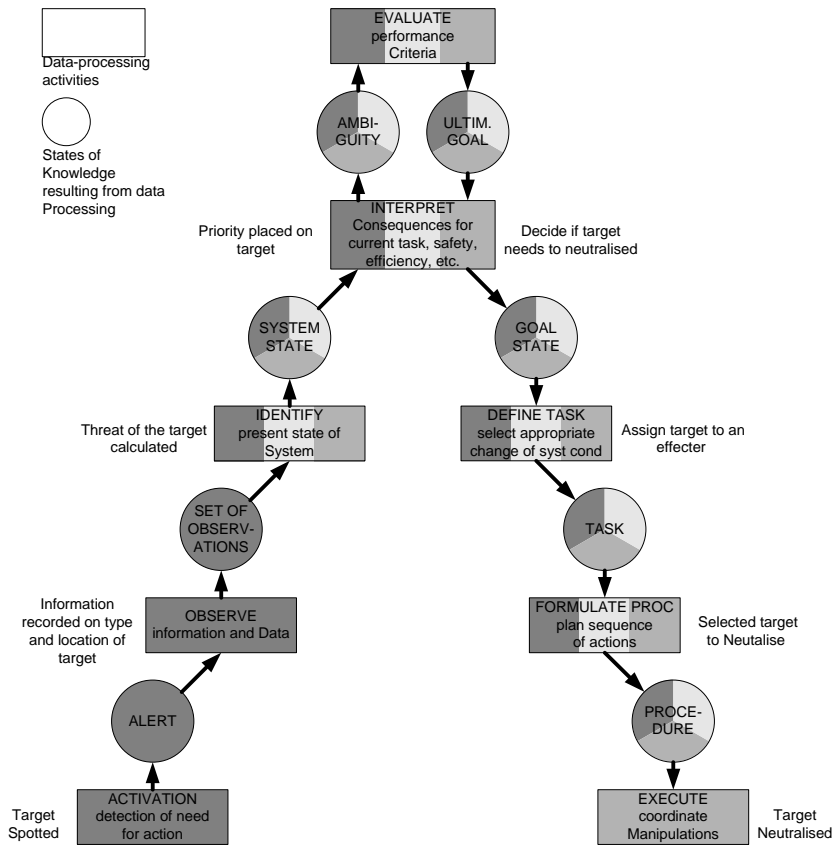 EVALUATE
performance
Criteria
Data-processing
activities
AMBI-
GUITY
ULTIM.
GOAL
States of
Knowledge
resulting from data
Processing
Priority placed on
target
INTERPRET
Consequences for
current task, safety,
efficiency, etc.
Decide if target
needs to neutralised
SYSTEM
STATE
GOAL
STATE
Threat of the target
calculated
IDENTIFY
present state of
System
DEFINE TASK
select appropriate
change of syst cond
Assign target to an
effecter
SET OF
OBSERV-
ATIONS
TASK
Information
recorded on type
and location of
target
OBSERVE
information and Data
FORMULATE PROC
plan sequence
of actions
Selected target
to Neutalise
ALERT
PROCE-
DURE
Target
Spotted
ACTIVATION
detection of need
for action
EXECUTE
coordinate
Manipulations
Target
Neutralised